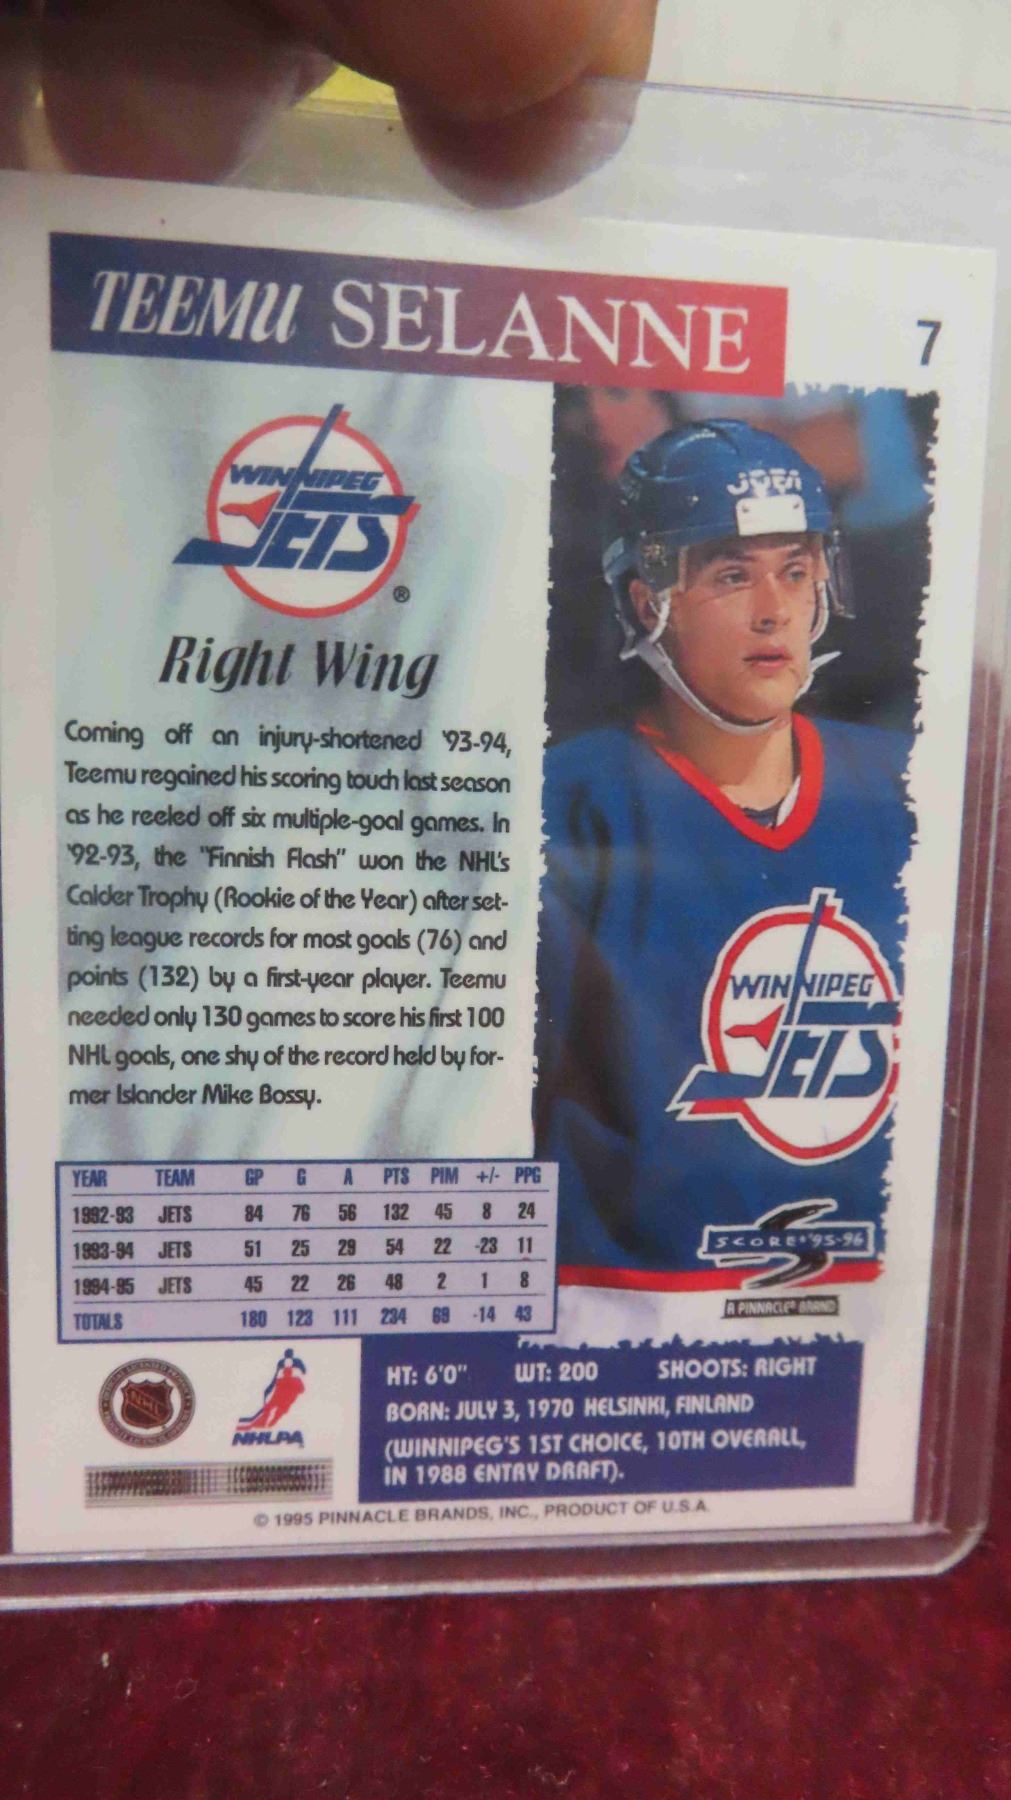 TEEMU SELANNE
7
WINNIPEG
JETS
®
Right Wing
Coming off an injury-shortened '93-94,
Teemu regained his scoring touch last season
as he reeled off six multiple-goal games. In
'92-93, the "Finnish Flash" won the NHL's
Calder Trophy (Rookie of the Year) after set-
ting league records for most goals (76) and
points (132) by a first-year player. Teemu
needed only 130 games to score his first 100
NHL goals, one shy of the record held by for-
mer Islander Mike Bossy.
JOFA
WINNIPEG
JETS
YEAR TEAM GP G A PTS PIM +/- PPG
1992-93 JETS 84 76 56 132 45 8 24
1993-94 JETS 51 25 29 54 22 -23 11
1994-95 JETS 45 22 26 48 2 1 8
TOTALS 180 123 111 234 69 -14 43
SCORE '95-96
A PINNACLE® BRAND
NHL
NHLPA
HT: 6'0" WT: 200 SHOOTS: RIGHT
BORN: JULY 3, 1970 HELSINKI, FINLAND
(WINNIPEG'S 1ST CHOICE, 10TH OVERALL,
IN 1988 ENTRY DRAFT).
© 1995 PINNACLE BRANDS, INC., PRODUCT OF U.S.A.